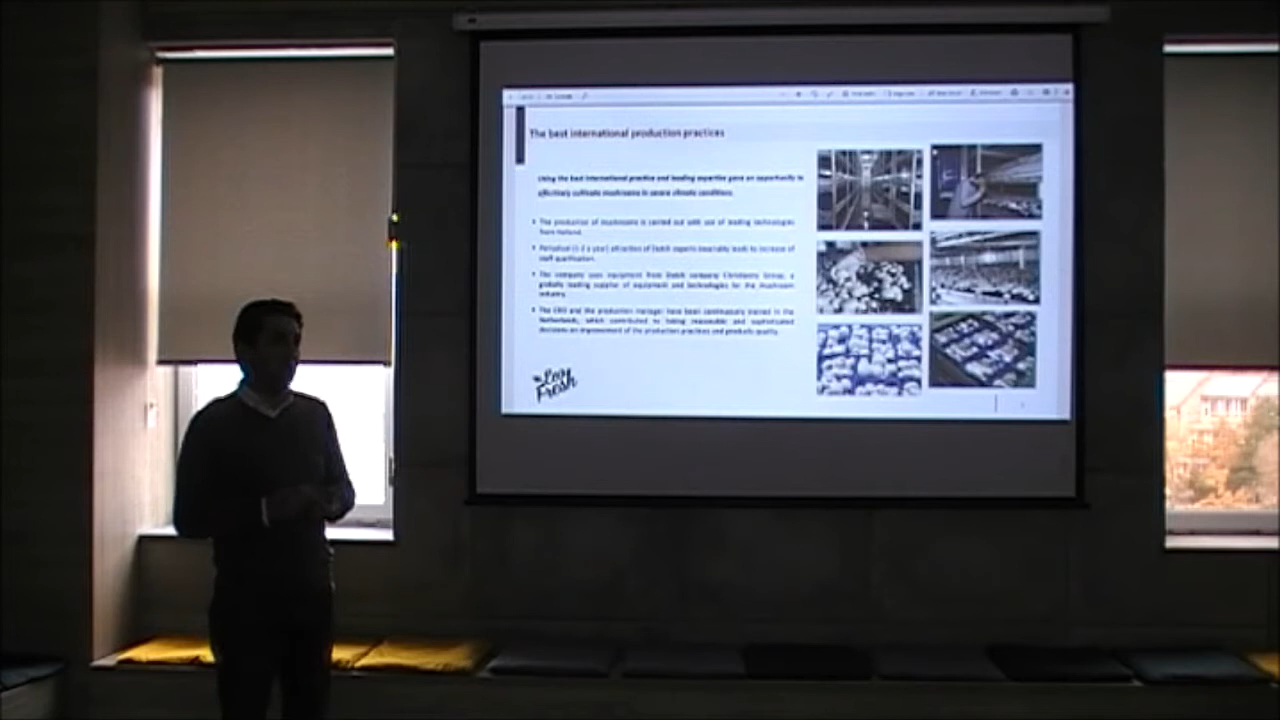 The best international production practices
Using the best international practice and leading expertise gave an opportunity to
effectively cultivate mushrooms in severe climate conditions.
The production of mushrooms is carried out with use of leading technologies
from Holland.
Periodical (1-2 a year) attraction of Dutch experts invariably leads to increase of
staff qualification.
The company uses equipment from Dutch company Christiaens Group, a
globally leading supplier of equipment and technologies for the mushroom
industry.
The CEO and the production manager have been continuously trained in the
Netherlands, which contributed to taking reasonable and sophisticated
decisions on improvement of the production practices and products quality.
Leo
Fresh